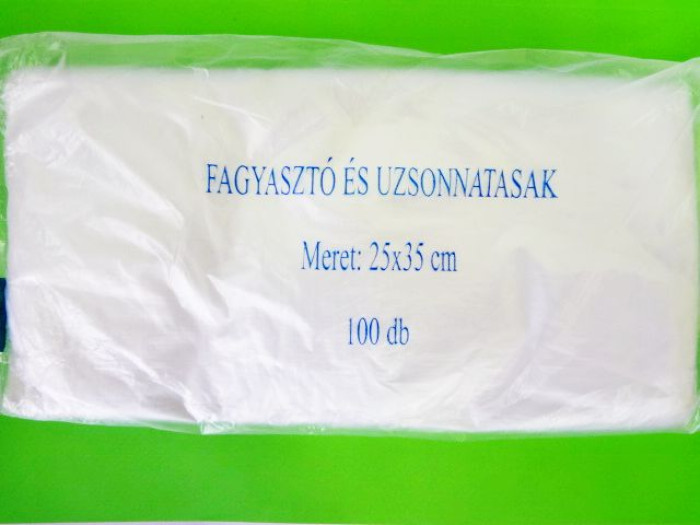 FAGYASZTÓ ÉS UZSONNATASAK
Meret: 25x35 cm
100 db